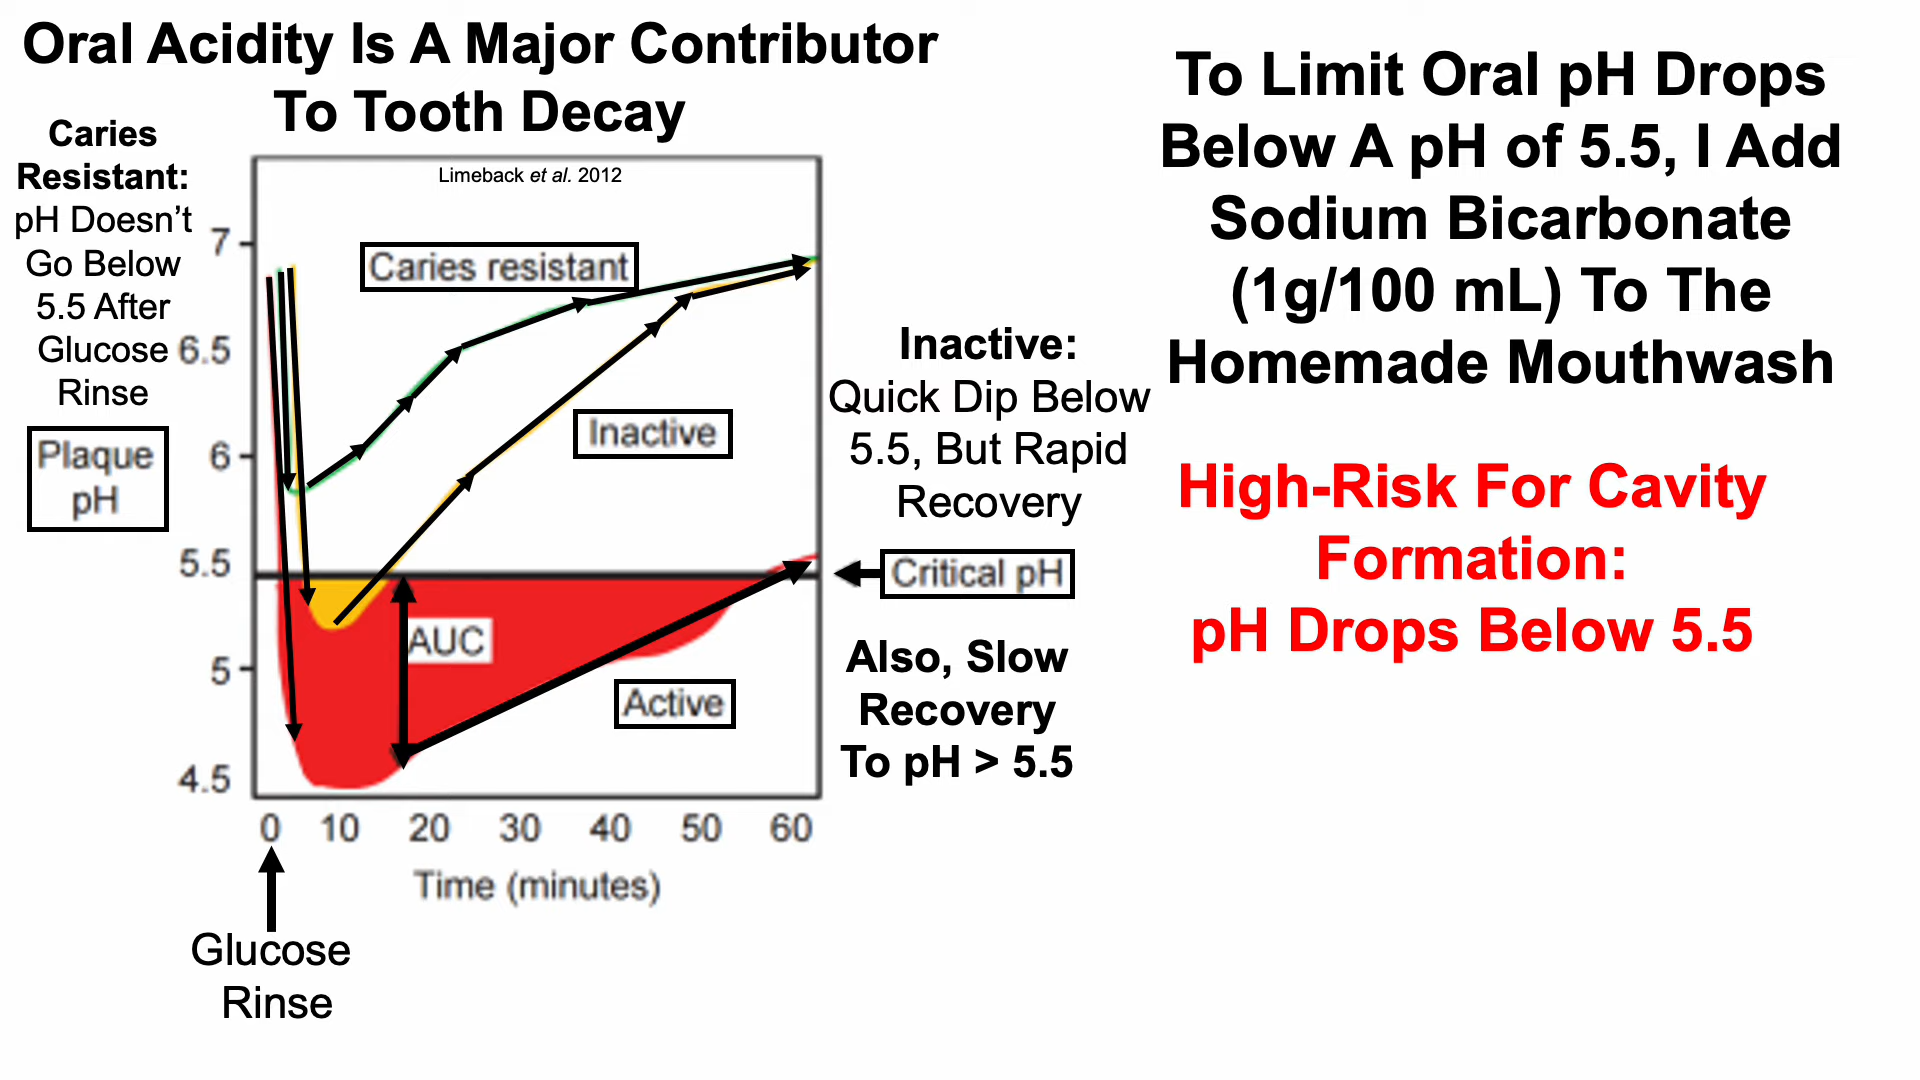 Oral Acidity Is A Major Contributor
To Tooth Decay
Caries
Resistant:
pH Doesn't
Go Below
5.5 After
Glucose
Rinse
Plaque
pH
Limeback et al. 2012
7
6.5
6
5.5
5
4.5
Caries resistant
Inactive
AUC
Active
0 10 20 30 40 50 60
Time (minutes)
Glucose
Rinse
Inactive:
Quick Dip Below
5.5, But Rapid
Recovery
Critical pH
Also, Slow
Recovery
To pH > 5.5
To Limit Oral pH Drops
Below A pH of 5.5, I Add
Sodium Bicarbonate
(1g/100 mL) To The
Homemade Mouthwash
High-Risk For Cavity
Formation:
pH Drops Below 5.5